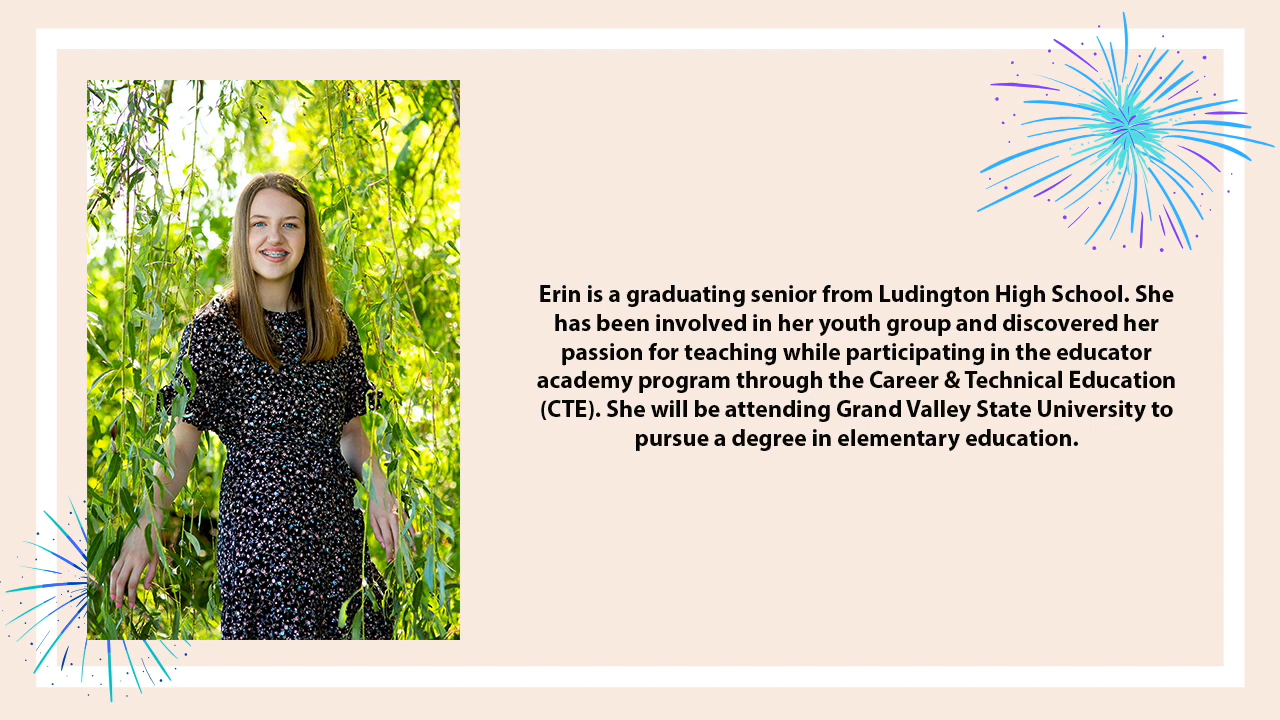 Erin is a graduating senior from Ludington High School. She
has been involved in her youth group and discovered her
passion for teaching while participating in the educator
academy program through the Career & Technical Education
(CTE). She will be attending Grand Valley State University to
pursue a degree in elementary education.